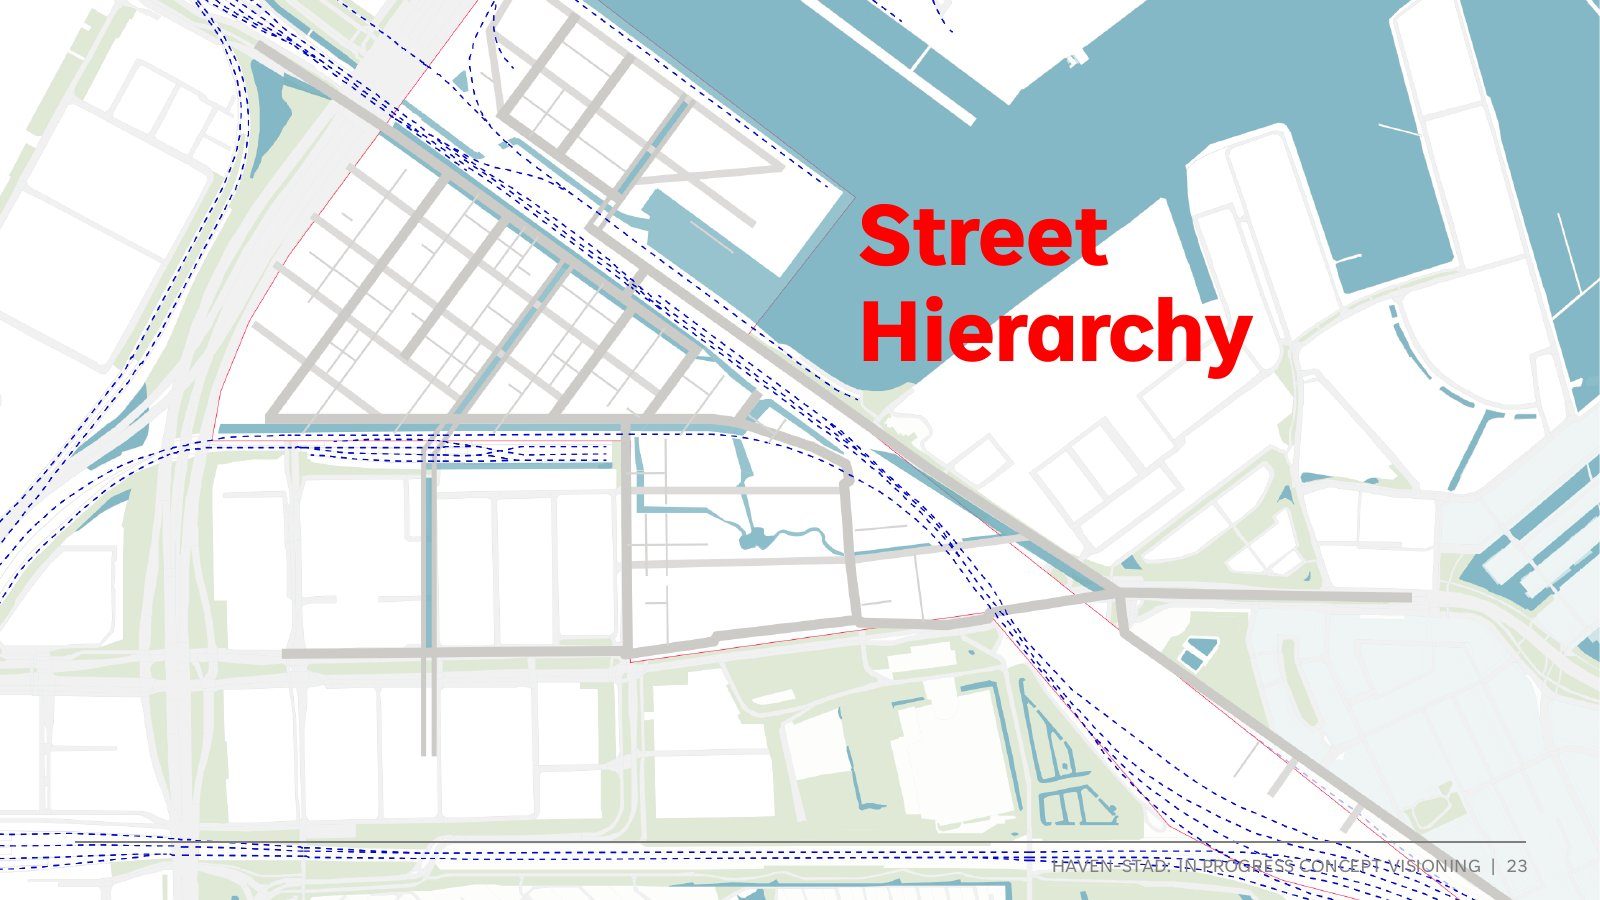 Street
Hierarchy
HAVEN-STAD: IN-PROGRESS CONCEPT VISIONING | 23